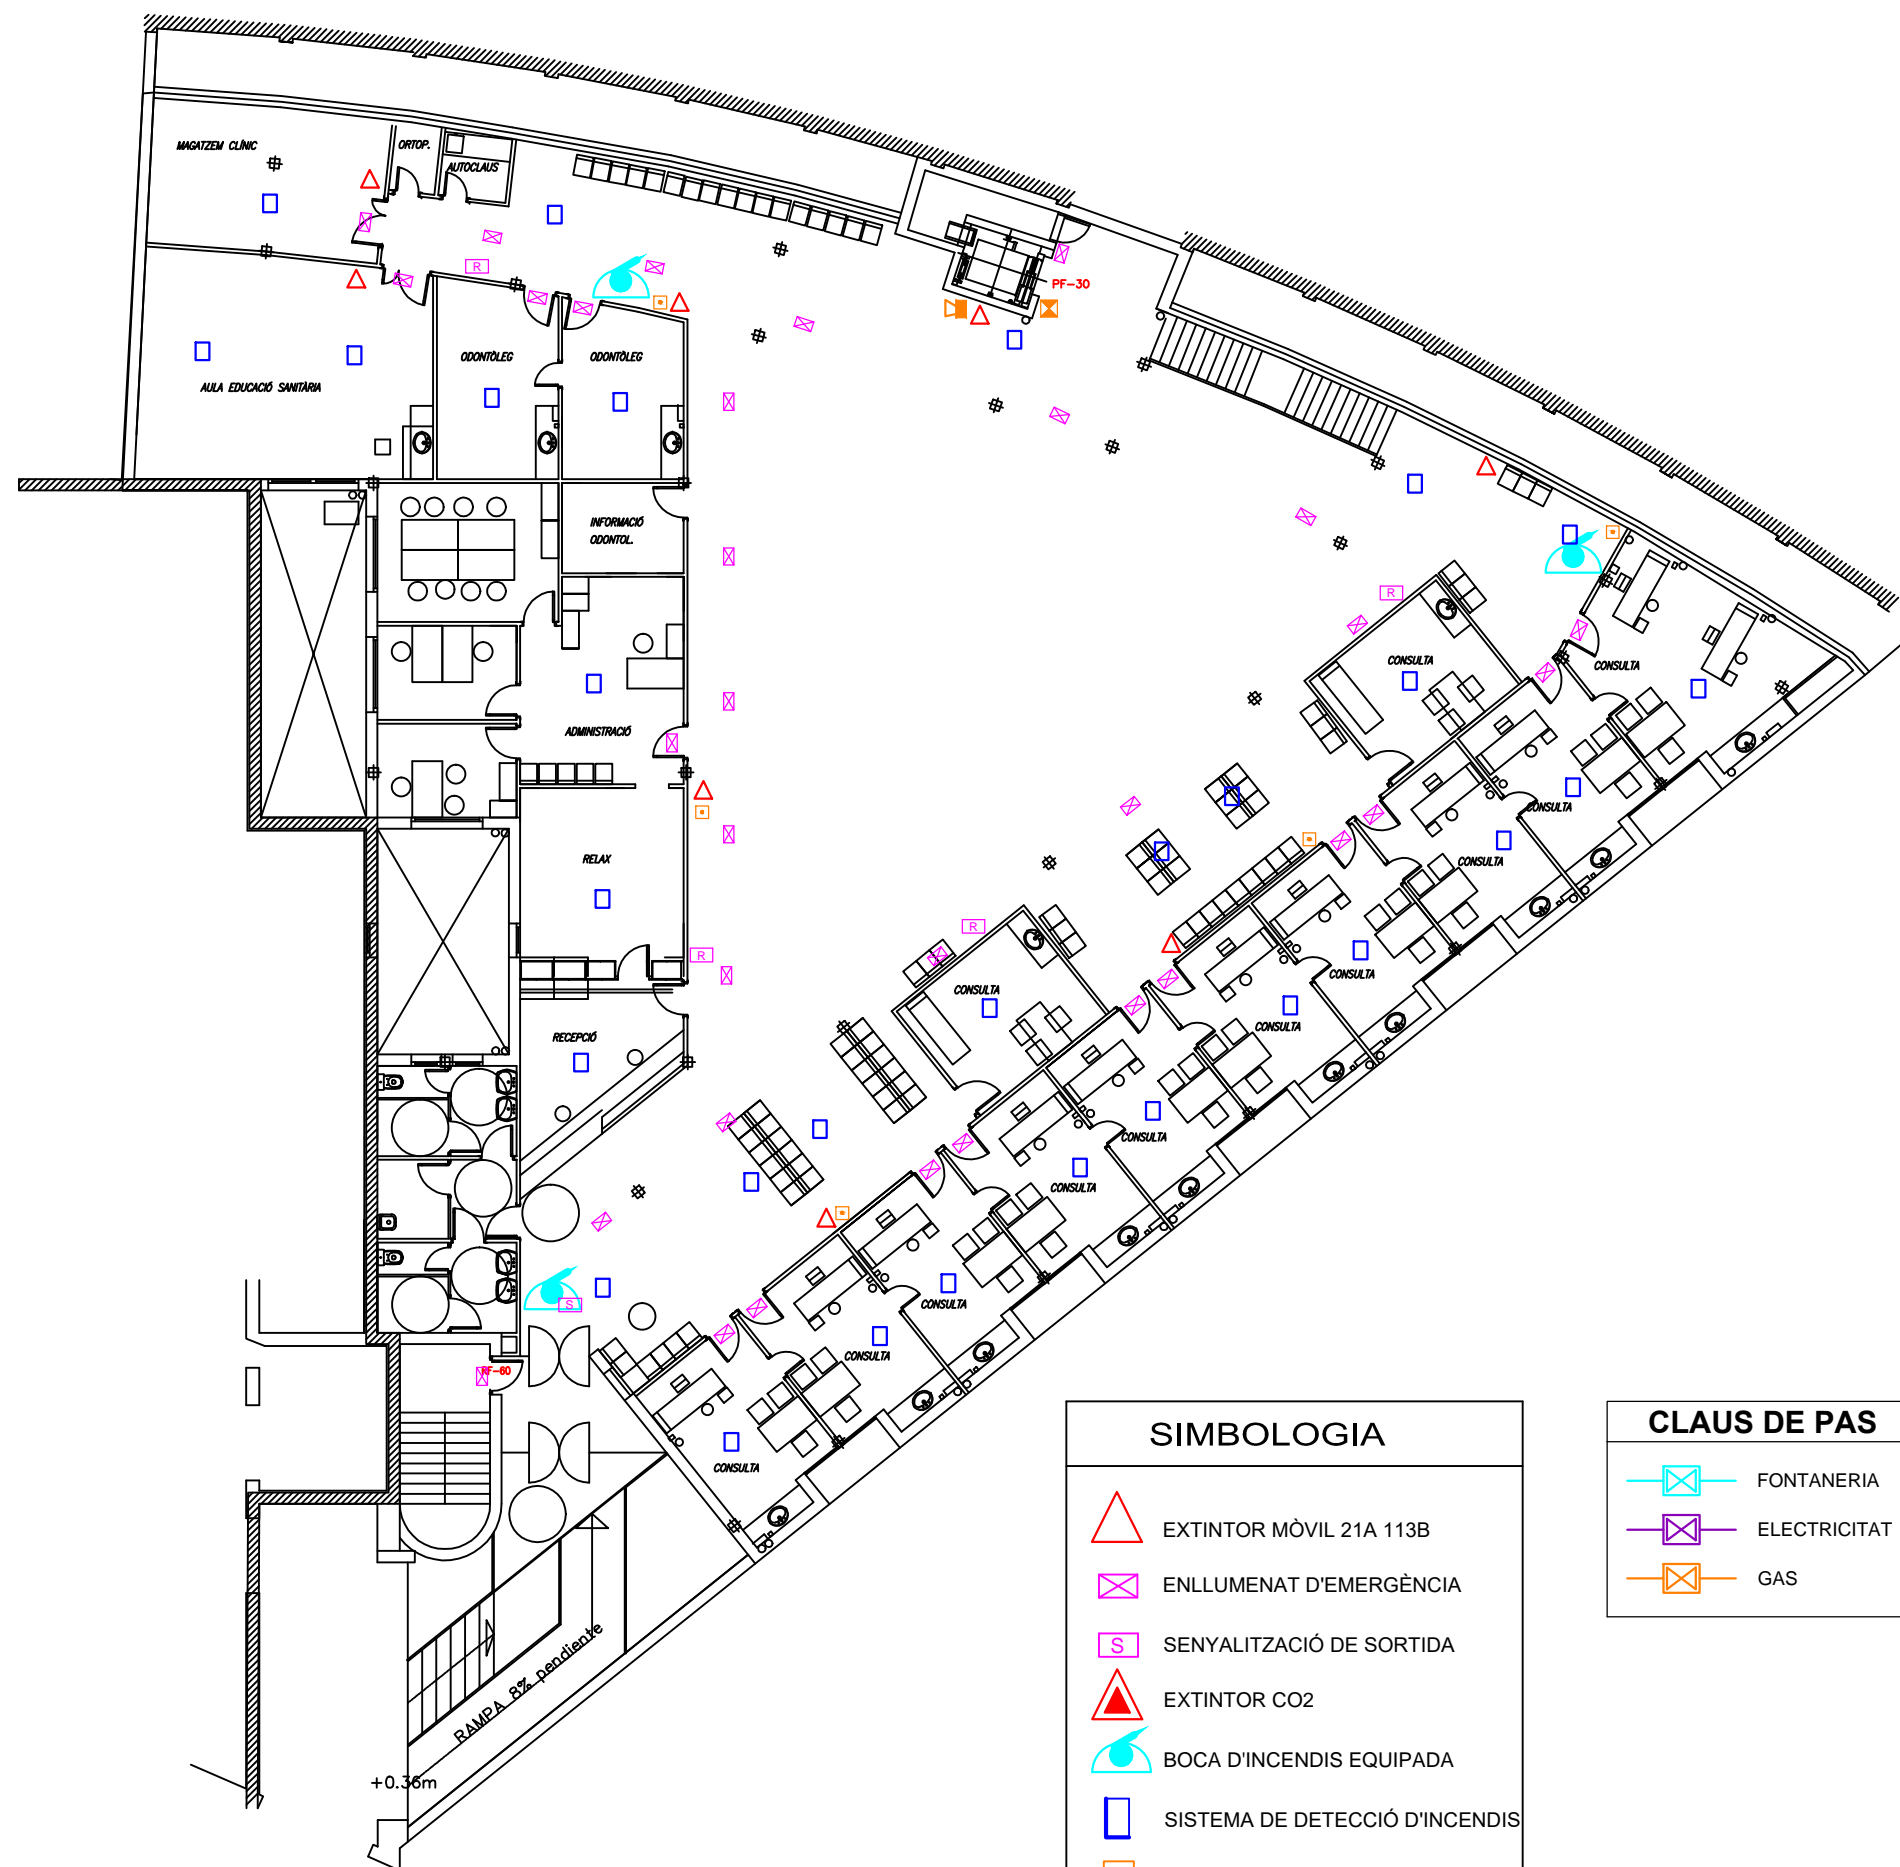 MAGATZEM CLÍNIC
ORTOP.
AUTOCLAUS
R
PF-30
ODONTÒLEG
ODONTÒLEG
AULA EDUCACIÓ SANITÀRIA
INFORMACIÓ
ODONTOL.
R
CONSULTA
CONSULTA
ADMINISTRACIÓ
CONSULTA
RELAX
CONSULTA
R
R
CONSULTA
CONSULTA
CONSULTA
RECEPCIÓ
CONSULTA
CONSULTA
S
CONSULTA
CONSULTA
RF-60
CONSULTA
RAMPA 8% pendiente
+0.36m
SIMBOLOGIA
EXTINTOR MÒVIL 21A 113B
ENLLUMENAT D'EMERGÈNCIA
S SENYALITZACIÓ DE SORTIDA
EXTINTOR CO2
BOCA D'INCENDIS EQUIPADA
SISTEMA DE DETECCIÓ D'INCENDIS
CLAUS DE PAS
FONTANERIA
ELECTRICITAT
GAS